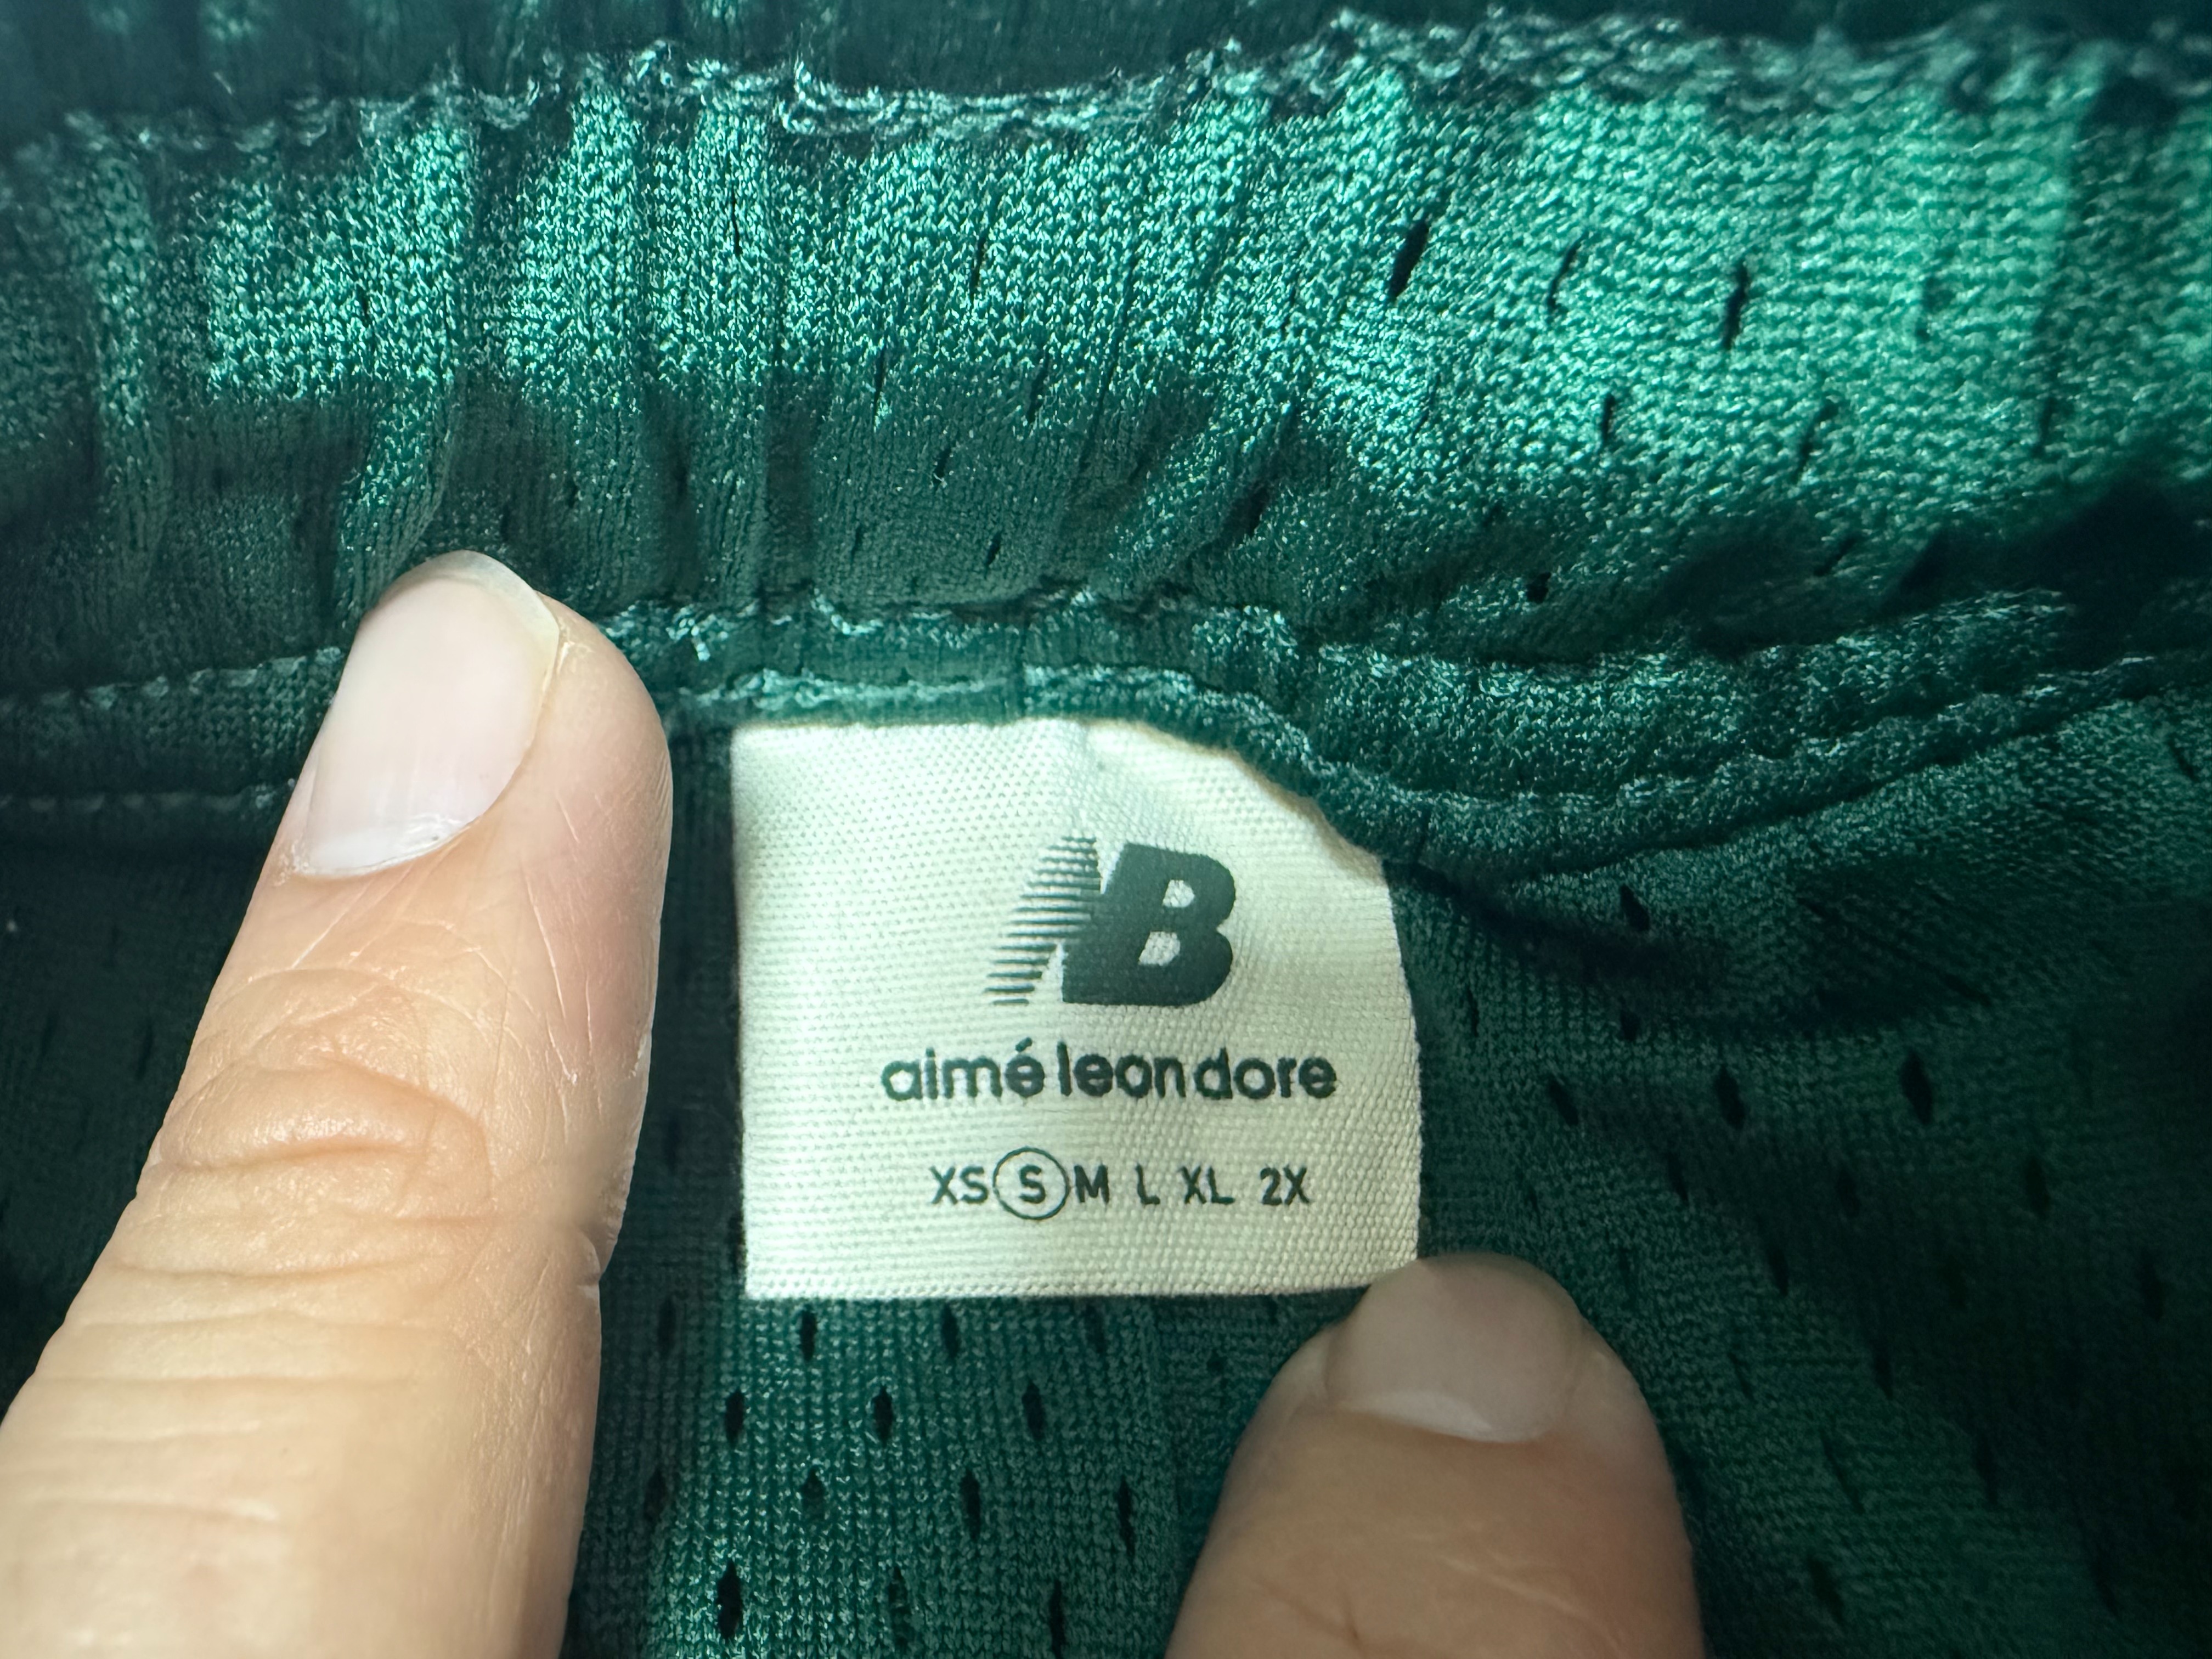 NB
aimé leon dore
XS S M L XL 2X